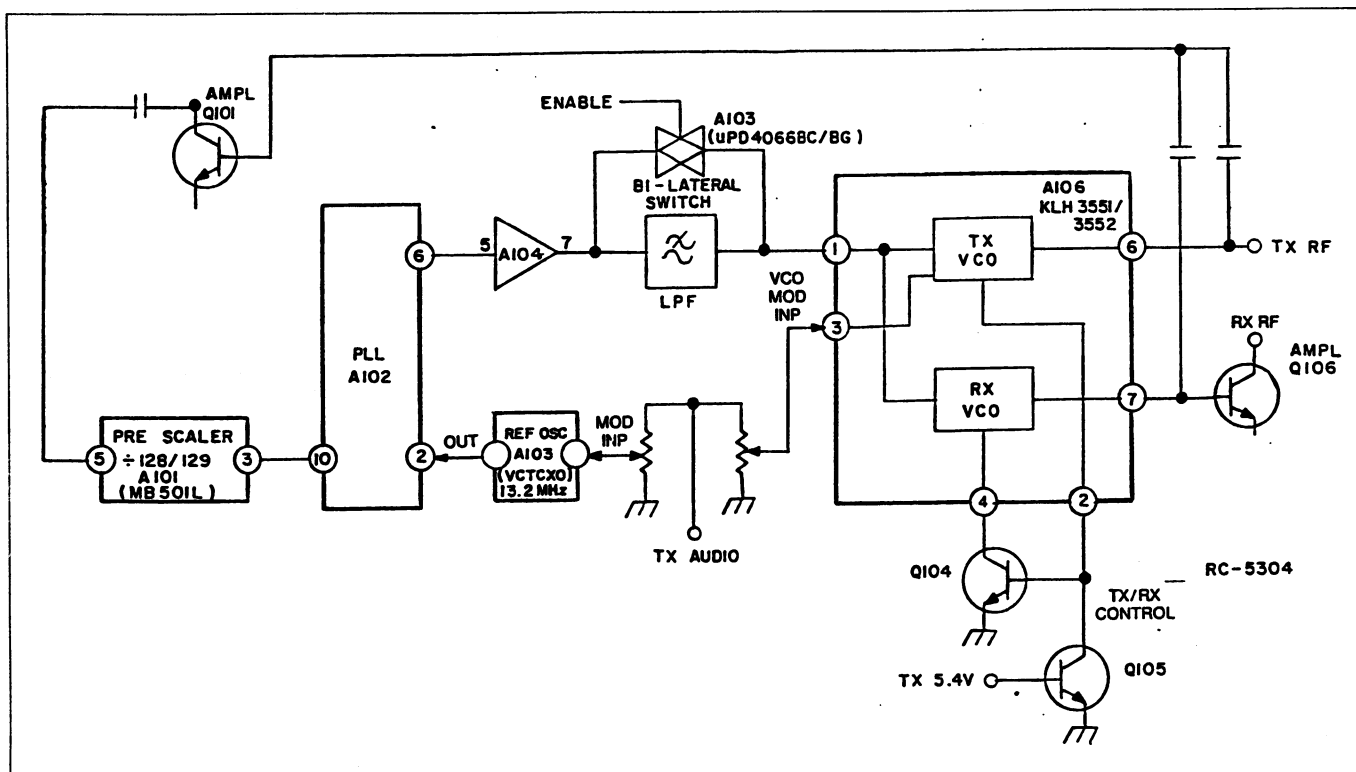 AMPL
Q101
ENABLE
A103
(uPD4066BC/BG)
BI-LATERAL
SWITCH
A106
KLH 3551/
3552
6
5
A104
7
LPF
1
TX
VCO
6
TX RF
VCO
MOD
INP
3
PLL
A102
RX RF
AMPL
Q106
RX
VCO
7
PRE SCALER
÷128/129
A101
(MB501L)
5
3
10
2
OUT
REF OSC
A103
(VCTCXO)
13.2MHz
MOD
INP
TX AUDIO
4
2
Q104
TX/RX
CONTROL
RC-5304
TX 5.4V
Q105